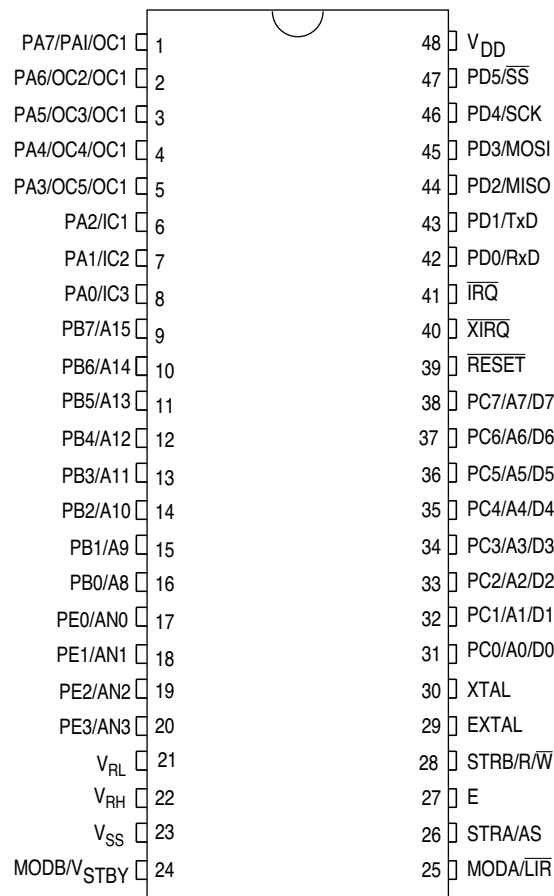 PA7/PAI/OC1 1 48 VDD
PA6/OC2/OC1 2 47 PD5/S̅S̅
PA5/OC3/OC1 3 46 PD4/SCK
PA4/OC4/OC1 4 45 PD3/MOSI
PA3/OC5/OC1 5 44 PD2/MISO
PA2/IC1 6 43 PD1/TxD
PA1/IC2 7 42 PD0/RxD
PA0/IC3 8 41 I̅R̅Q̅
PB7/A15 9 40 X̅I̅R̅Q̅
PB6/A14 10 39 R̅E̅S̅E̅T̅
PB5/A13 11 38 PC7/A7/D7
PB4/A12 12 37 PC6/A6/D6
PB3/A11 13 36 PC5/A5/D5
PB2/A10 14 35 PC4/A4/D4
PB1/A9 15 34 PC3/A3/D3
PB0/A8 16 33 PC2/A2/D2
PE0/AN0 17 32 PC1/A1/D1
PE1/AN1 18 31 PC0/A0/D0
PE2/AN2 19 30 XTAL
PE3/AN3 20 29 EXTAL
VRL 21 28 STRB/R/W̅
VRH 22 27 E
VSS 23 26 STRA/AS
MODB/VSTBY 24 25 MODA/L̅I̅R̅